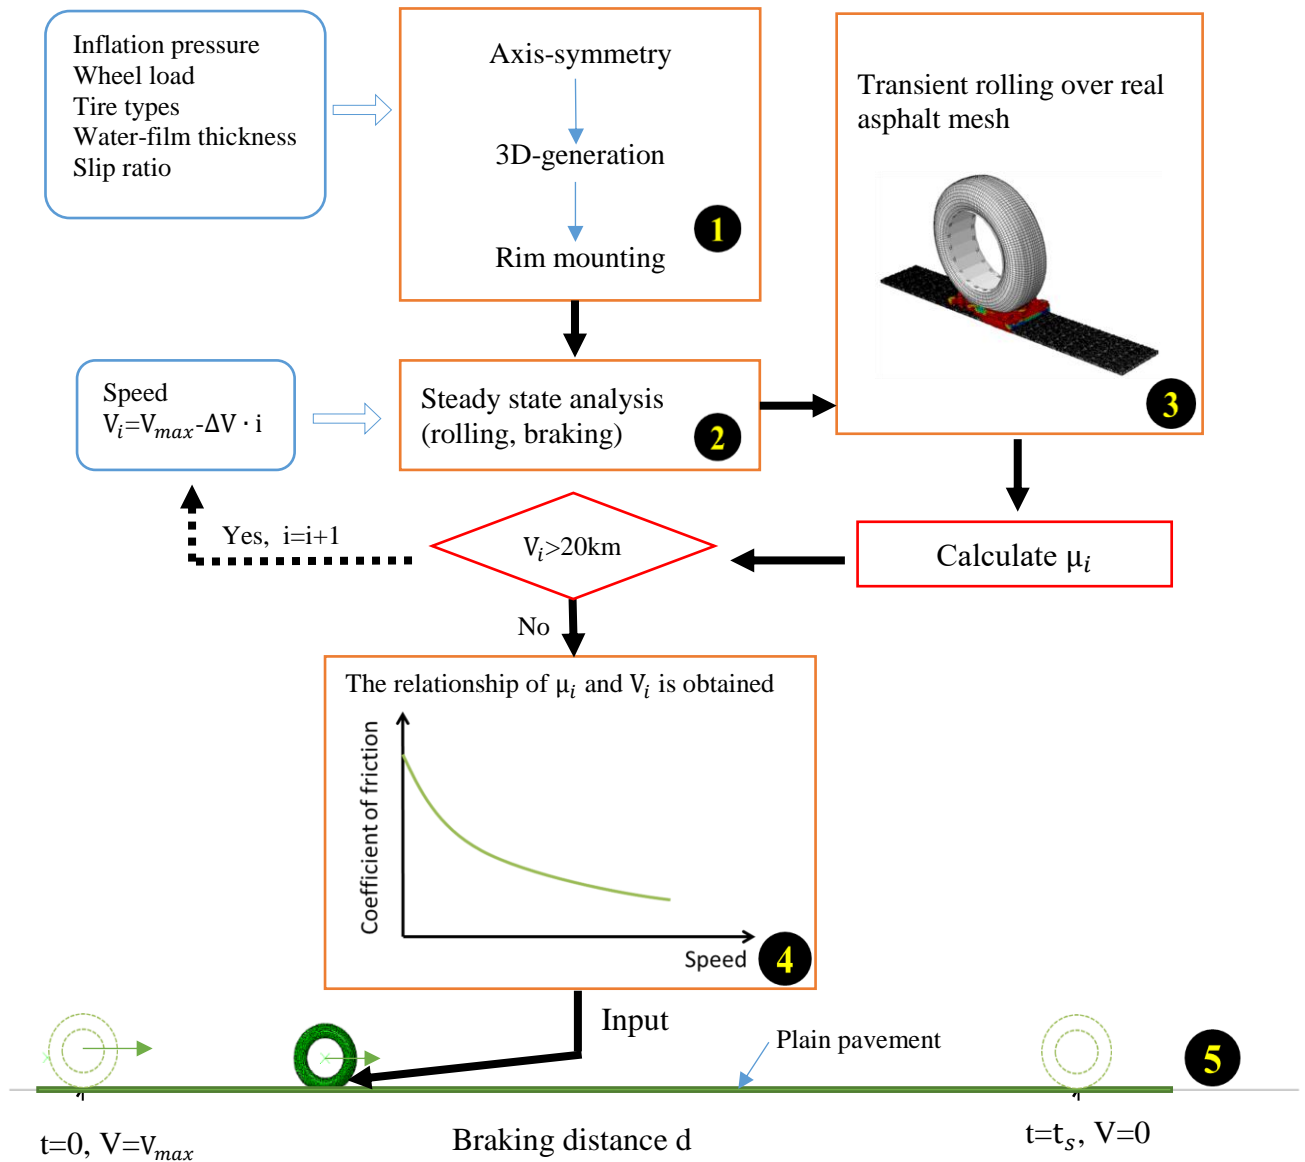 Inflation pressure
Wheel load
Tire types
Water-film thickness
Slip ratio
Axis-symmetry
3D-generation
Rim mounting
1
Transient rolling over real
asphalt mesh
3
Speed
V𝑖=V𝑚𝑎𝑥-ΔV · i
Steady state analysis
(rolling, braking)
2
Yes, i=i+1
V𝑖>20km
Calculate μ𝑖
No
The relationship of μ𝑖 and V𝑖 is obtained
Coefficient of friction
Speed
4
Input
Plain pavement
5
t=0, V=V𝑚𝑎𝑥
Braking distance d
t=t𝑠, V=0